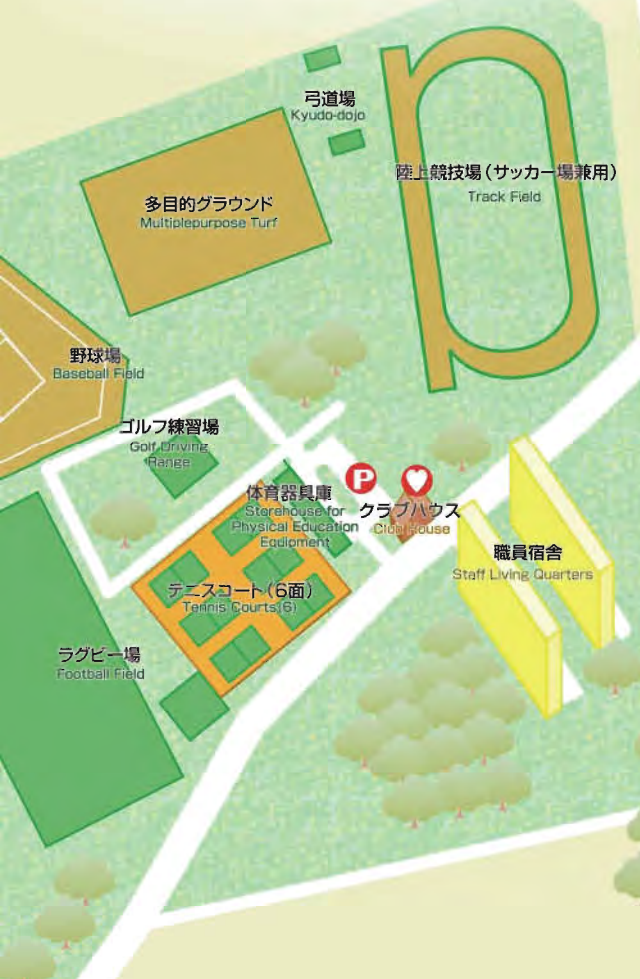 弓道場
Kyudo-dojo
陸上競技場(サッカー場兼用)
Track Field
多目的グラウンド
Multiplepurpose Turf
野球場
Baseball Field
ゴルフ練習場
Golf Driving
Range
P
体育器具庫
Storehouse for
Physical Education
Equipment
クラブハウス
Club House
職員宿舎
Staff Living Quarters
テニスコート(6面)
Tennis Courts(6)
ラグビー場
Football Field